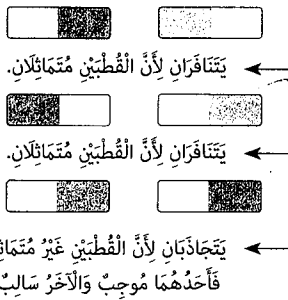 يَتَنَافَرَانِ لِأَنَّ الْقُطْبَيْنِ مُتَمَاثِلَانِ.
يَتَنَافَرَانِ لِأَنَّ الْقُطْبَيْنِ مُتَمَاثِلَانِ.
يَتَجَاذَبَانِ لِأَنَّ الْقُطْبَيْنِ غَيْرُ
فَأَحَدُهُمَا مُوجِبٌ وَالْآخَرُ سَالِبٌ